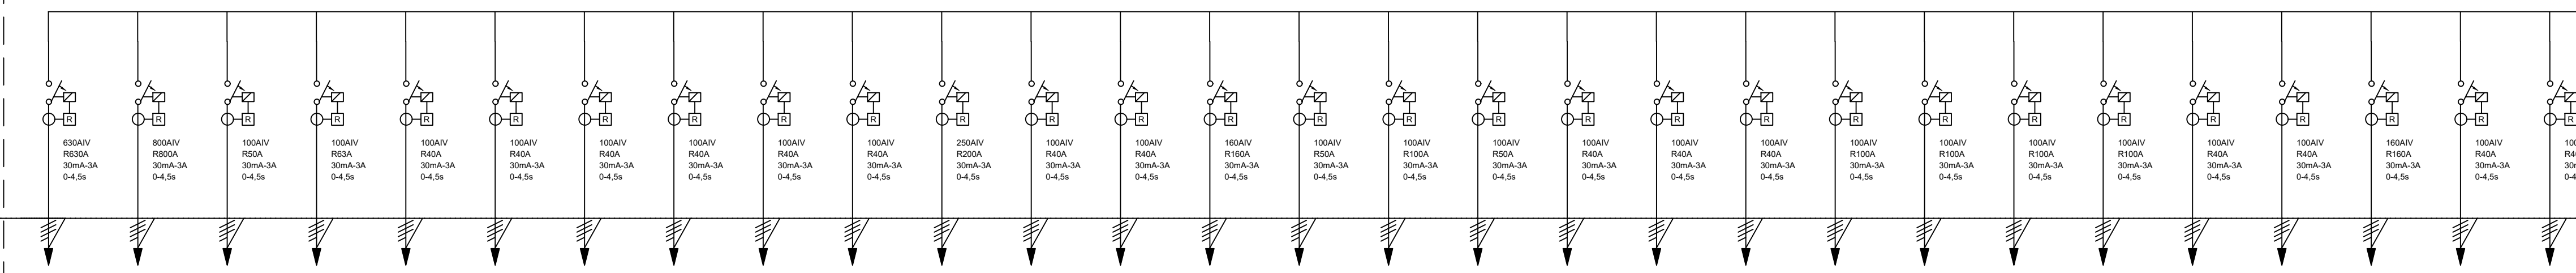 R
630AIV
R630A
30mA-3A
0-4,5s
R
800AIV
R800A
30mA-3A
0-4,5s
R
100AIV
R50A
30mA-3A
0-4,5s
R
100AIV
R63A
30mA-3A
0-4,5s
R
100AIV
R40A
30mA-3A
0-4,5s
R
100AIV
R40A
30mA-3A
0-4,5s
R
100AIV
R40A
30mA-3A
0-4,5s
R
100AIV
R40A
30mA-3A
0-4,5s
R
100AIV
R40A
30mA-3A
0-4,5s
R
100AIV
R40A
30mA-3A
0-4,5s
R
250AIV
R200A
30mA-3A
0-4,5s
R
100AIV
R40A
30mA-3A
0-4,5s
R
100AIV
R40A
30mA-3A
0-4,5s
R
160AIV
R160A
30mA-3A
0-4,5s
R
100AIV
R50A
30mA-3A
0-4,5s
R
100AIV
R100A
30mA-3A
0-4,5s
R
100AIV
R50A
30mA-3A
0-4,5s
R
100AIV
R40A
30mA-3A
0-4,5s
R
100AIV
R40A
30mA-3A
0-4,5s
R
100AIV
R40A
30mA-3A
0-4,5s
R
100AIV
R100A
30mA-3A
0-4,5s
R
100AIV
R100A
30mA-3A
0-4,5s
R
100AIV
R100A
30mA-3A
0-4,5s
R
100AIV
R100A
30mA-3A
0-4,5s
R
100AIV
R40A
30mA-3A
0-4,5s
R
100AIV
R40A
30mA-3A
0-4,5s
R
160AIV
R160A
30mA-3A
0-4,5s
R
100AIV
R40A
30mA-3A
0-4,5s
R